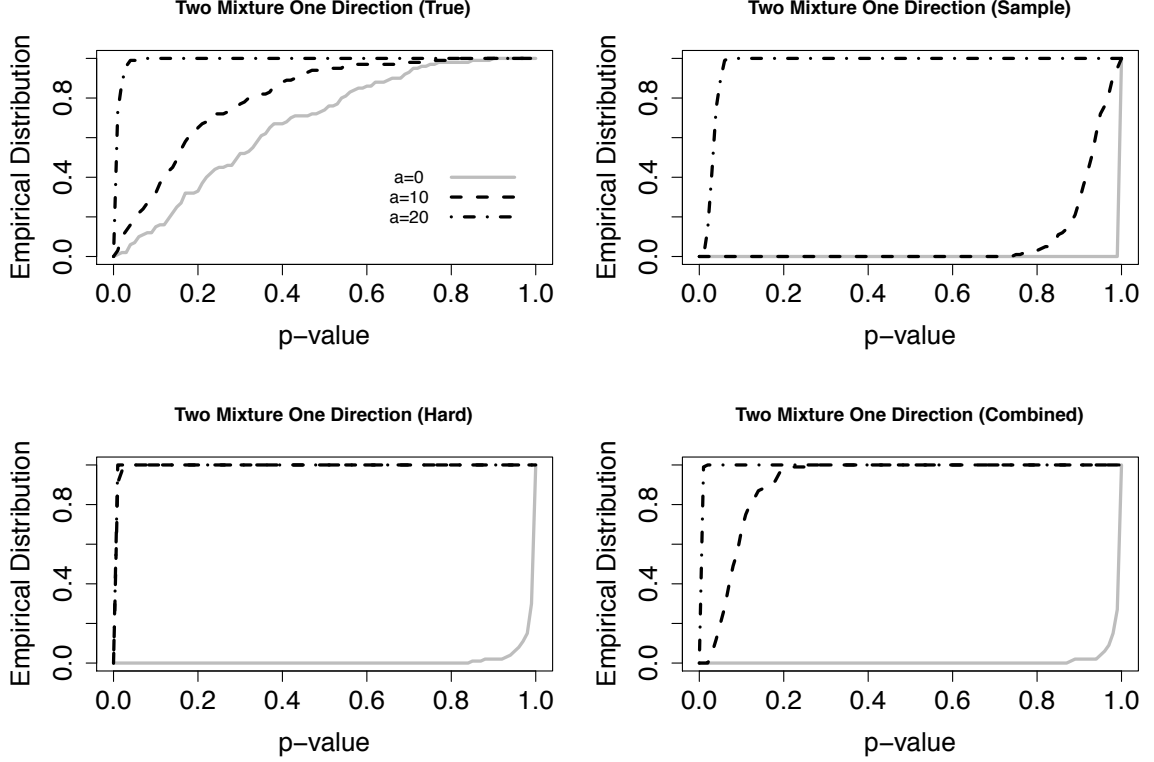 Two Mixture One Direction (True)
Empirical Distribution
0.0 0.4 0.8
a=0
a=10
a=20
0.0 0.2 0.4 0.6 0.8 1.0
p−value
Two Mixture One Direction (Sample)
Empirical Distribution
0.0 0.4 0.8
0.0 0.2 0.4 0.6 0.8 1.0
p−value
Two Mixture One Direction (Hard)
Empirical Distribution
0.0 0.4 0.8
0.0 0.2 0.4 0.6 0.8 1.0
p−value
Two Mixture One Direction (Combined)
Empirical Distribution
0.0 0.4 0.8
0.0 0.2 0.4 0.6 0.8 1.0
p−value